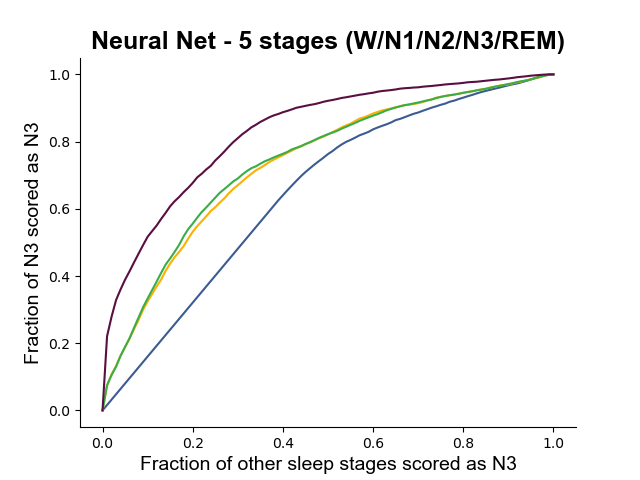 Neural Net - 5 stages (W/N1/N2/N3/REM)
Fraction of N3 scored as N3
1.0
0.8
0.6
0.4
0.2
0.0
0.0 0.2 0.4 0.6 0.8 1.0
Fraction of other sleep stages scored as N3